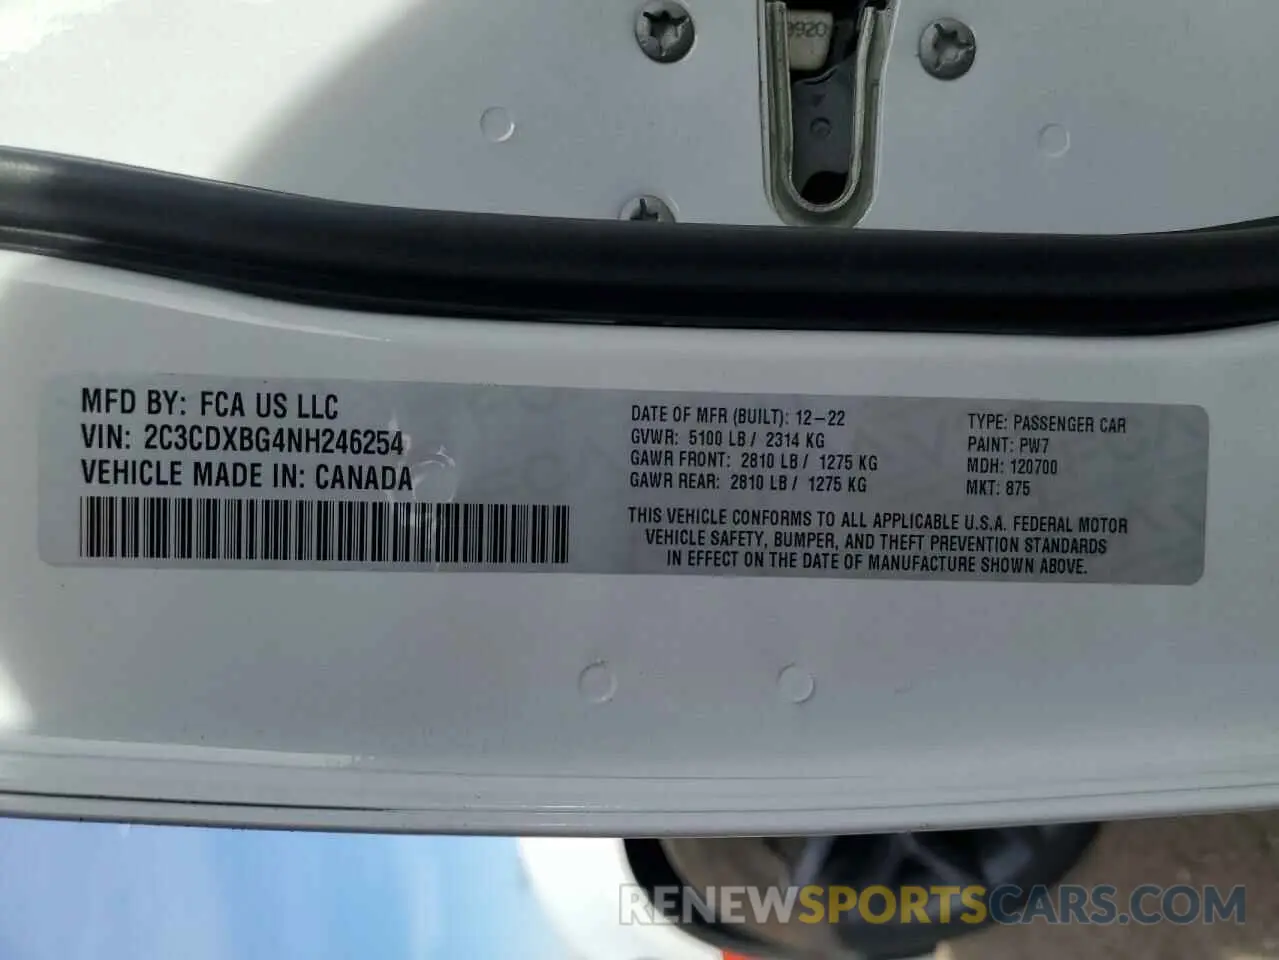 9920
MFD BY: FCA US LLC
VIN: 2C3CDXBG4NH246254
VEHICLE MADE IN: CANADA
DATE OF MFR (BUILT): 12-22
GVWR: 5100 LB / 2314 KG
GAWR FRONT: 2810 LB / 1275 KG
GAWR REAR: 2810 LB / 1275 KG
TYPE: PASSENGER CAR
PAINT: PW7
MDH: 120700
MKT: 875
THIS VEHICLE CONFORMS TO ALL APPLICABLE U.S.A. FEDERAL MOTOR
VEHICLE SAFETY, BUMPER, AND THEFT PREVENTION STANDARDS
IN EFFECT ON THE DATE OF MANUFACTURE SHOWN ABOVE.
RENEWSPORTSCARS.COM